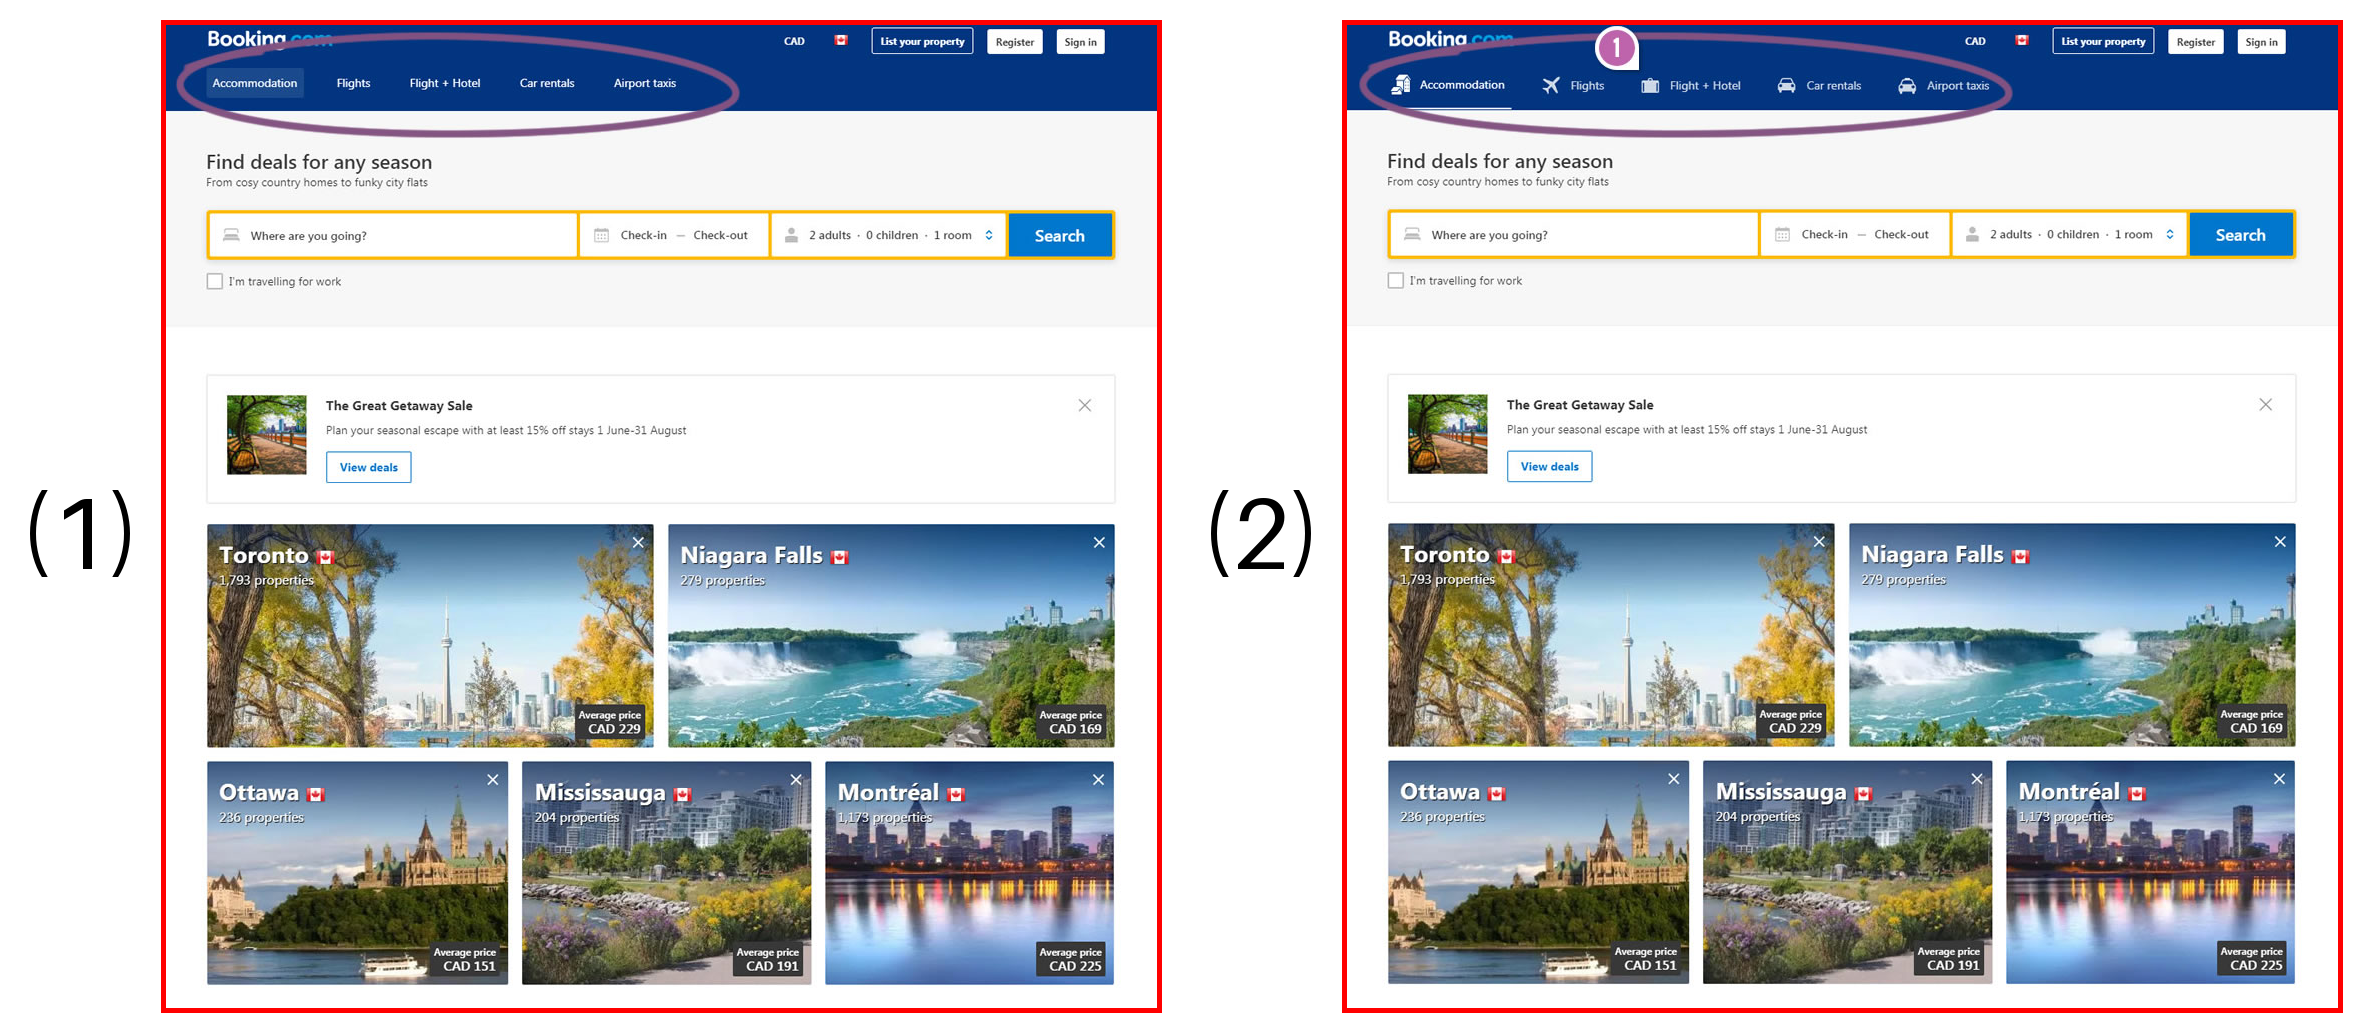 (1)
Booking.com
CAD
List your property
Register
Sign in
Accommodation
Flights
Flight + Hotel
Car rentals
Airport taxis
Find deals for any season
From cosy country homes to funky city flats
Where are you going?
Check-in — Check-out
2 adults · 0 children · 1 room
Search
I'm travelling for work
The Great Getaway Sale
Plan your seasonal escape with at least 15% off stays 1 June-31 August
View deals
Toronto
1,793 properties
Average price
CAD 229
Niagara Falls
279 properties
Average price
CAD 169
Ottawa
236 properties
Average price
CAD 151
Mississauga
204 properties
Average price
CAD 191
Montréal
1,173 properties
Average price
CAD 225
(2)
Booking.com
1
CAD
List your property
Register
Sign in
Accommodation
Flights
Flight + Hotel
Car rentals
Airport taxis
Find deals for any season
From cosy country homes to funky city flats
Where are you going?
Check-in — Check-out
2 adults · 0 children · 1 room
Search
I'm travelling for work
The Great Getaway Sale
Plan your seasonal escape with at least 15% off stays 1 June-31 August
View deals
Toronto
1,793 properties
Average price
CAD 229
Niagara Falls
279 properties
Average price
CAD 169
Ottawa
236 properties
Average price
CAD 151
Mississauga
204 properties
Average price
CAD 191
Montréal
1,173 properties
Average price
CAD 225